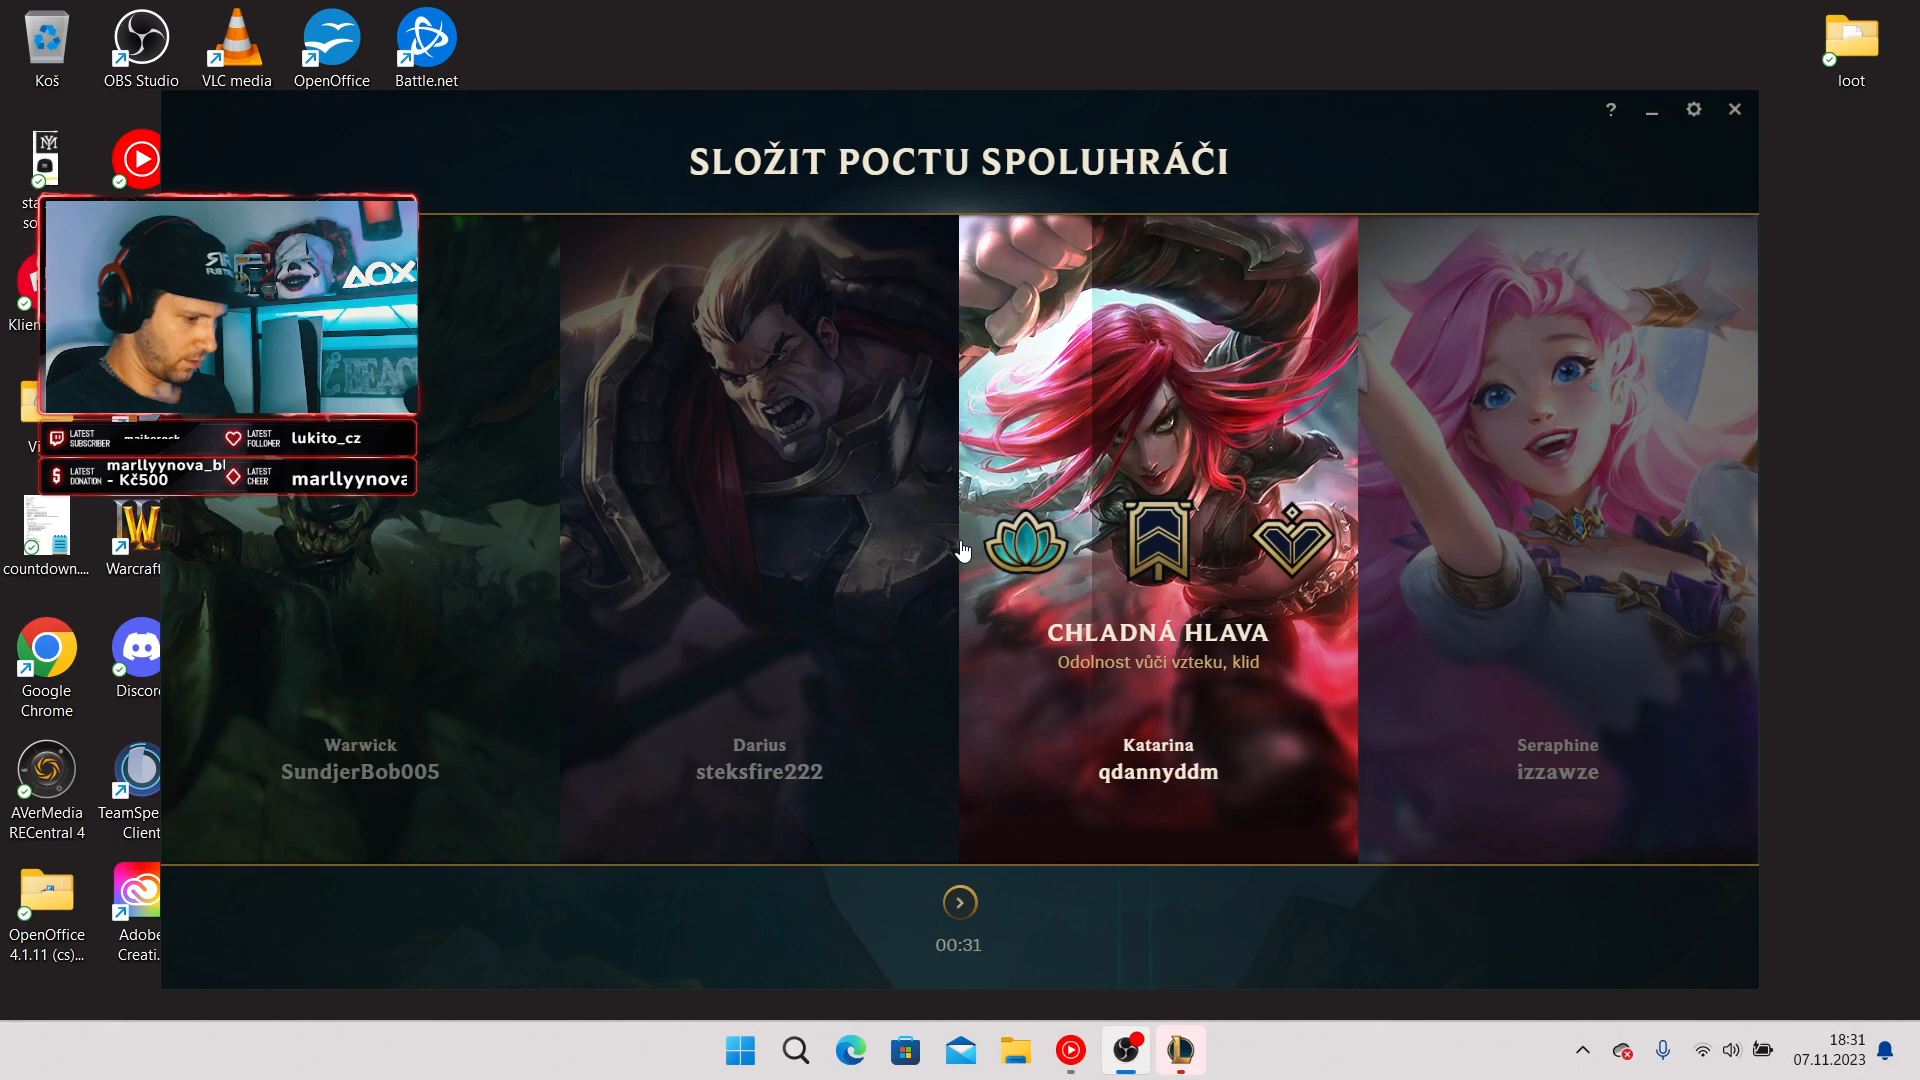 Koš
OBS Studio
VLC media
OpenOffice
Battle.net
loot
?
SLOŽIT POCTU SPOLUHRÁČI
AOX
LATEST SUBSCRIBER
LATEST FOLLOWER
lukito_cz
LATEST DONATION
marllyynova_bl
- Kč500
LATEST CHEER
marllyynova
Klien
countdown....
Warcraft
Google
Chrome
Discord
CHLADNÁ HLAVA
Odolnost vůči vzteku, klid
Warwick
SundjerBob005
Darius
steksfire222
Katarina
qdannyddm
Seraphine
izzawze
AVerMedia
RECentral 4
TeamSpe
Client
OpenOffice
4.1.11 (cs)...
Adobe
Creati.
00:31
18:31
07.11.2023